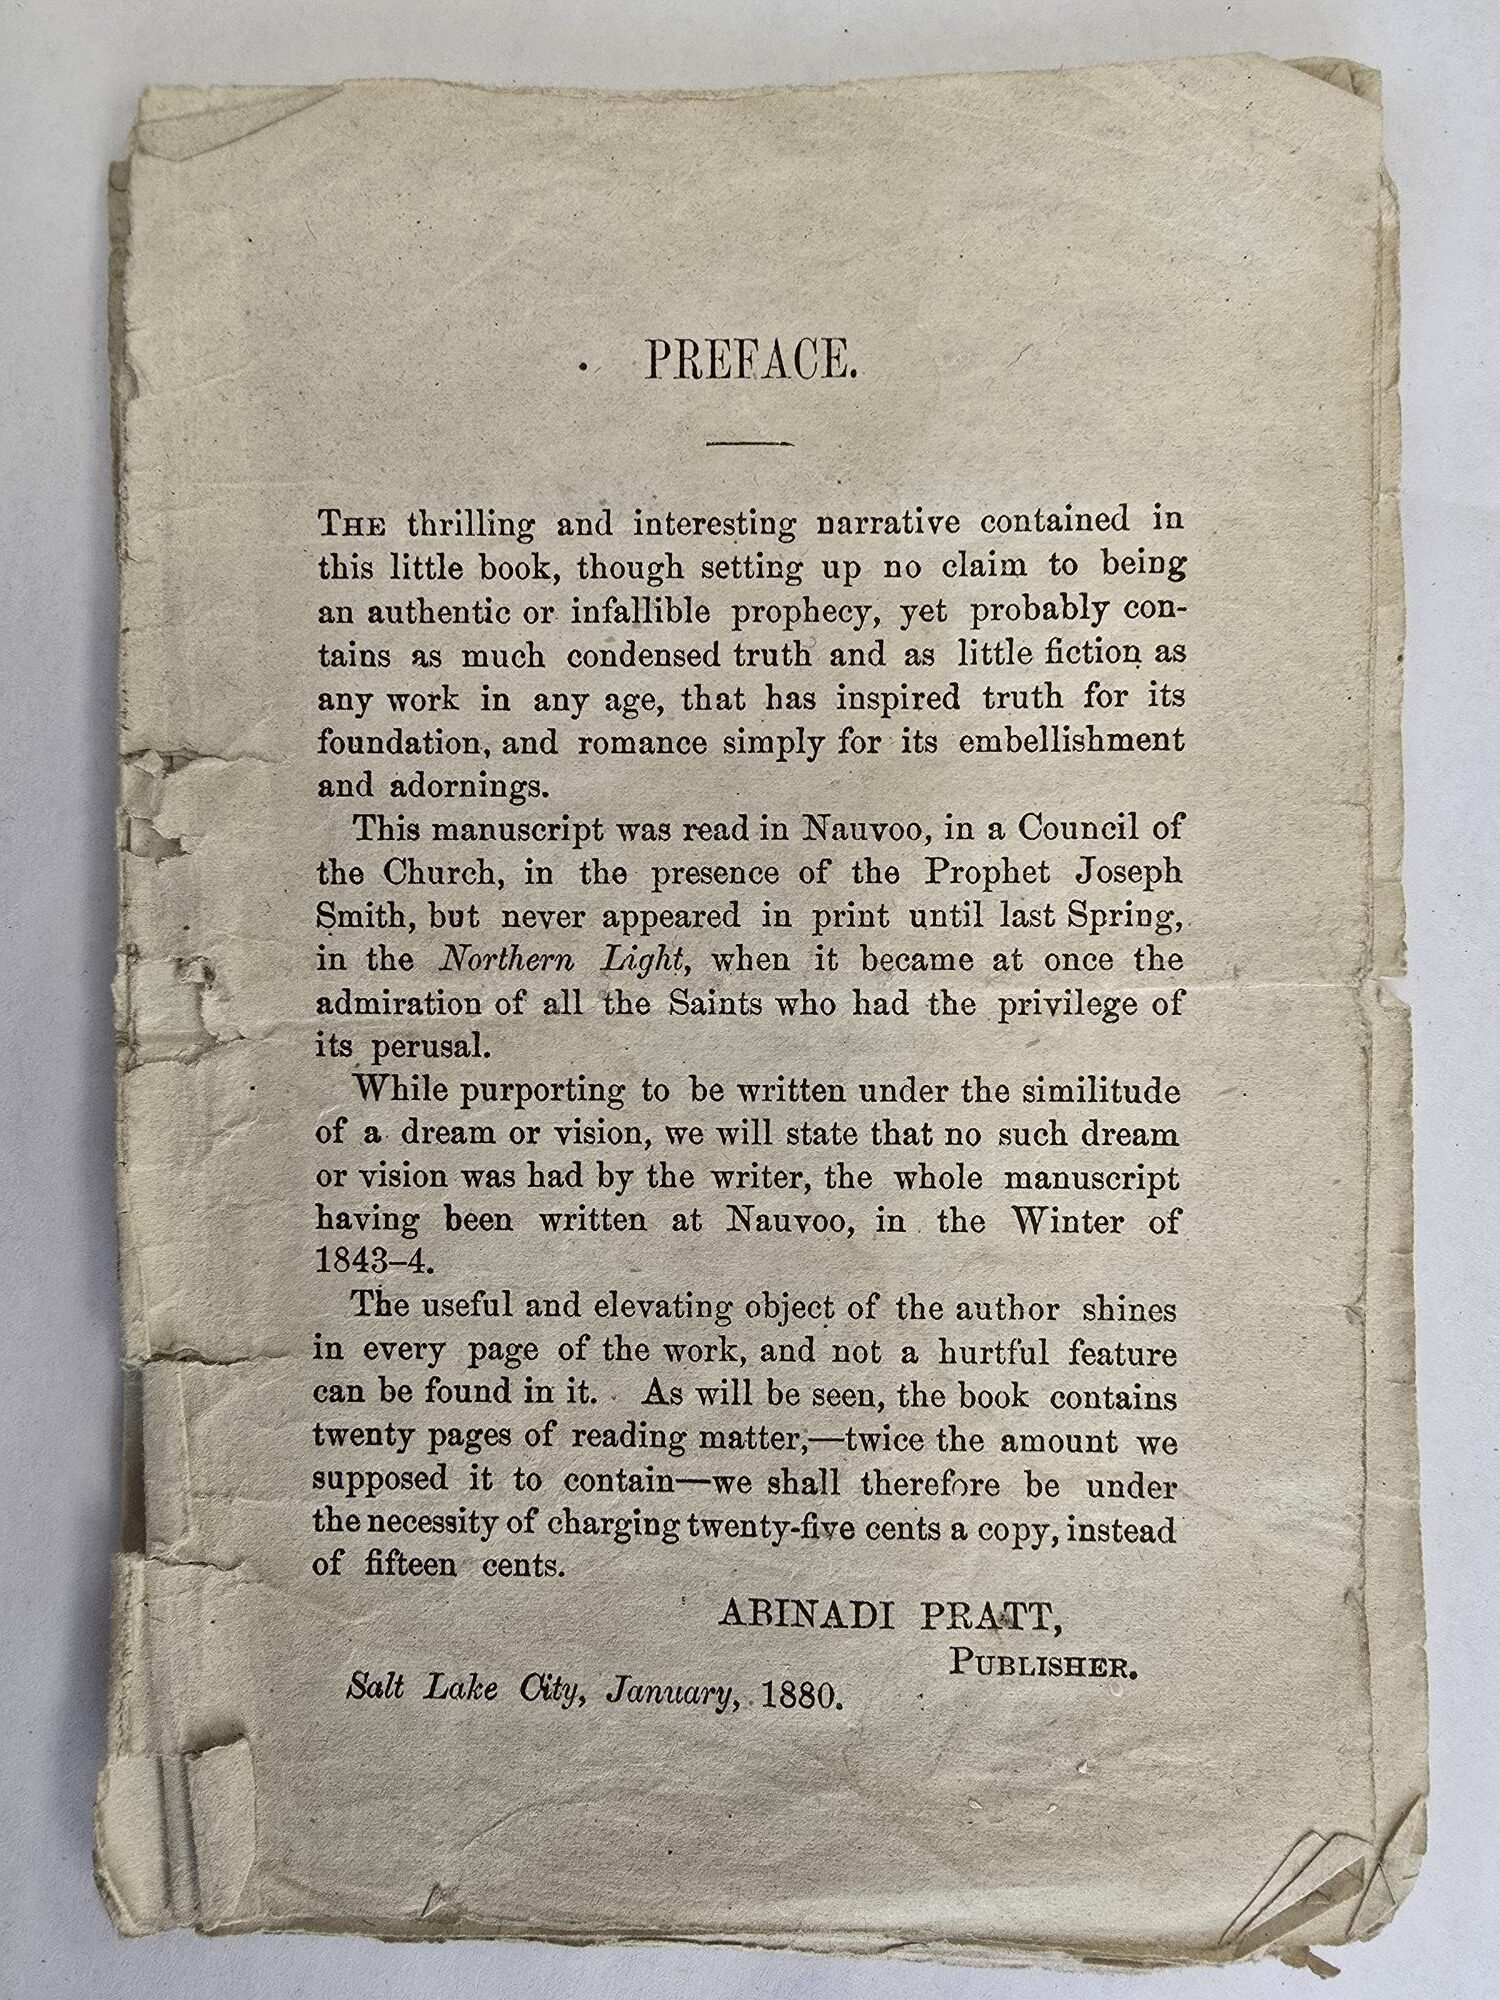 PREFACE.
THE thrilling and interesting narrative contained in
this little book, though setting up no claim to being
an authentic or infallible prophecy, yet probably con-
tains as much condensed truth and as little fiction as
any work in any age, that has inspired truth for its
foundation, and romance simply for its embellishment
and adornings.
This manuscript was read in Nauvoo, in a Council of
the Church, in the presence of the Prophet Joseph
Smith, but never appeared in print until last Spring,
in the Northern Light, when it became at once the
admiration of all the Saints who had the privilege of
its perusal.
While purporting to be written under the similitude
of a dream or vision, we will state that no such dream
or vision was had by the writer, the whole manuscript
having been written at Nauvoo, in the Winter of
1843–4.
The useful and elevating object of the author shines
in every page of the work, and not a hurtful feature
can be found in it. As will be seen, the book contains
twenty pages of reading matter,—twice the amount we
supposed it to contain—we shall therefore be under
the necessity of charging twenty-five cents a copy, instead
of fifteen cents.
ABINADI PRATT,
PUBLISHER.
Salt Lake City, January, 1880.